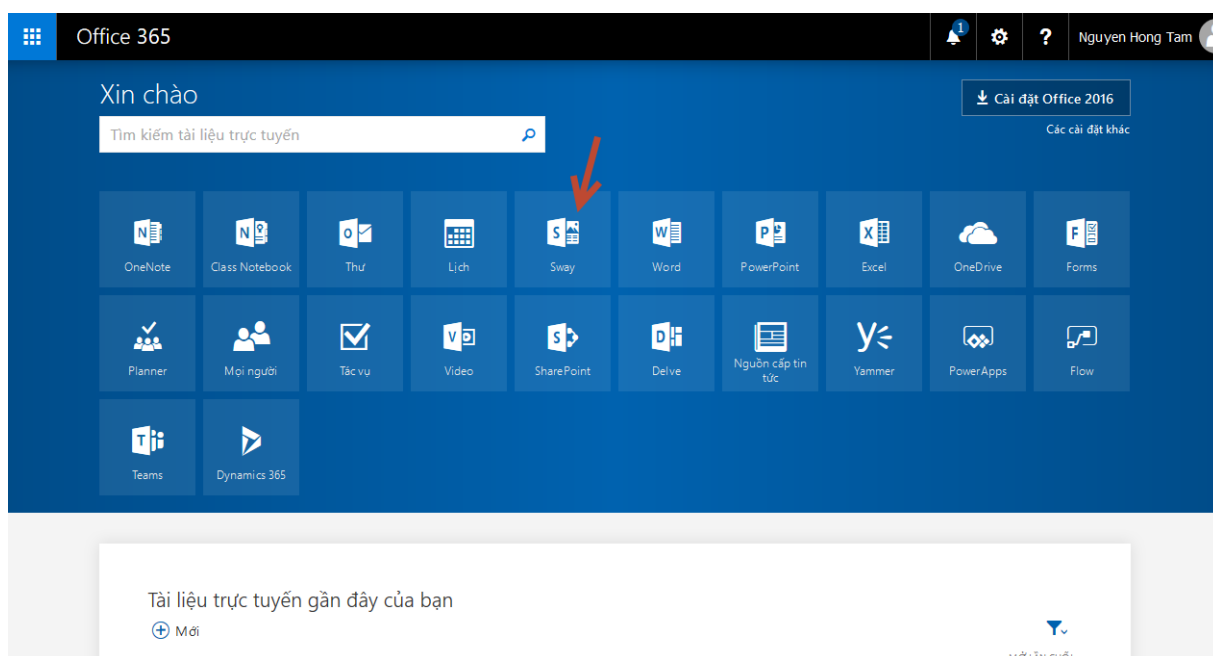 Office 365
1
?
Nguyen Hong Tam
Xin chào
Cài đặt Office 2016
Tìm kiếm tài liệu trực tuyến
Các cài đặt khác
OneNote
Class Notebook
Thư
Lịch
Sway
Word
PowerPoint
Excel
OneDrive
Forms
Planner
Mọi người
Tác vụ
Video
SharePoint
Delve
Nguồn cấp tin
tức
Yammer
PowerApps
Flow
Teams
Dynamics 365
Tài liệu trực tuyến gần đây của bạn
Mới